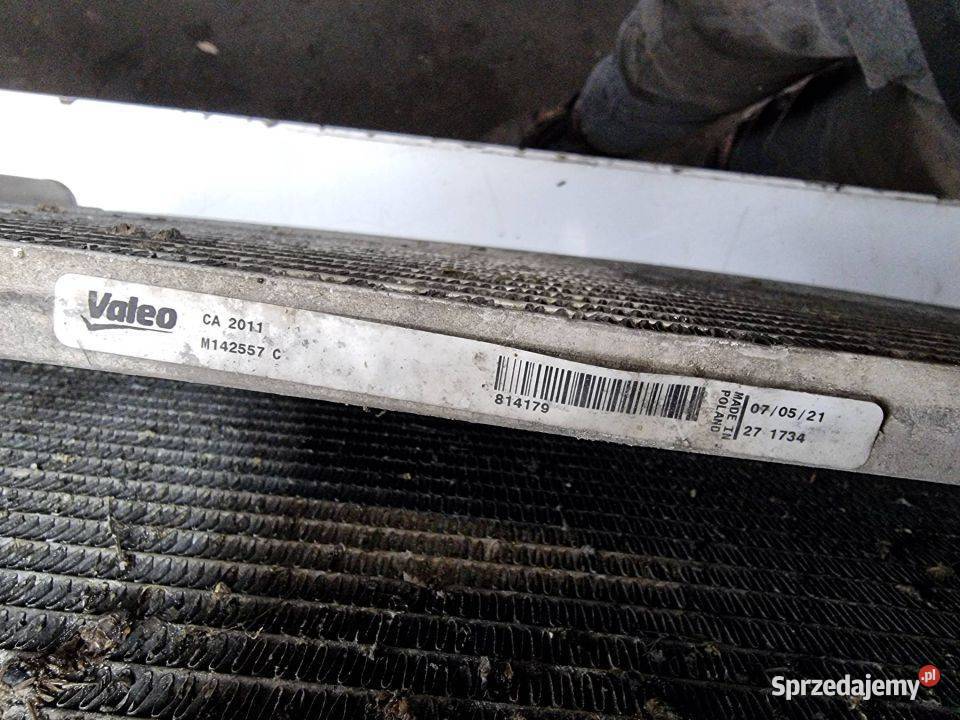 Valeo
CA 2011
M142557 C
814179
MADE IN
POLAND
07/05/21
27 1734
Sprzedajemy.pl